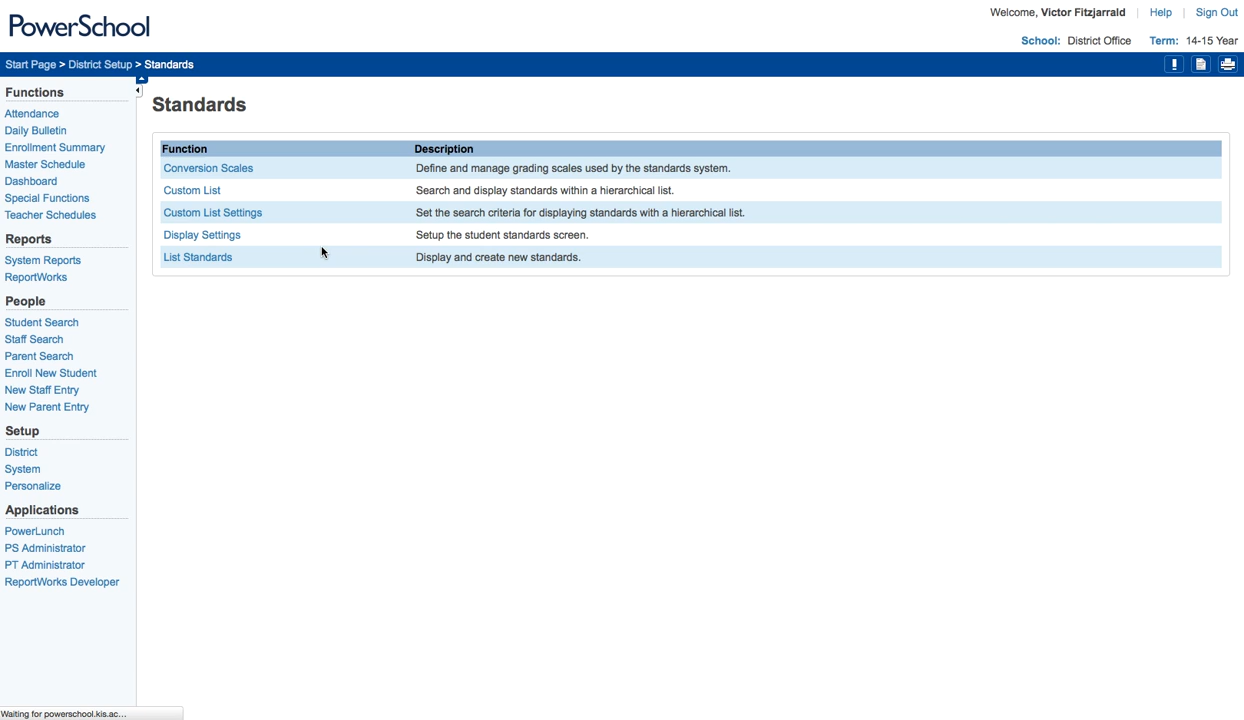 PowerSchool
Welcome, Victor Fitzjarrald Help Sign Out
School: District Office Term: 14-15 Year
Start Page > District Setup > Standards
Functions
Attendance
Daily Bulletin
Enrollment Summary
Master Schedule
Dashboard
Special Functions
Teacher Schedules
Reports
System Reports
ReportWorks
People
Student Search
Staff Search
Parent Search
Enroll New Student
New Staff Entry
New Parent Entry
Setup
District
System
Personalize
Applications
PowerLunch
PS Administrator
PT Administrator
ReportWorks Developer
Standards
Function Description
Conversion Scales Define and manage grading scales used by the standards system.
Custom List Search and display standards within a hierarchical list.
Custom List Settings Set the search criteria for displaying standards with a hierarchical list.
Display Settings Setup the student standards screen.
List Standards Display and create new standards.
Waiting for powerschool.kis.ac...